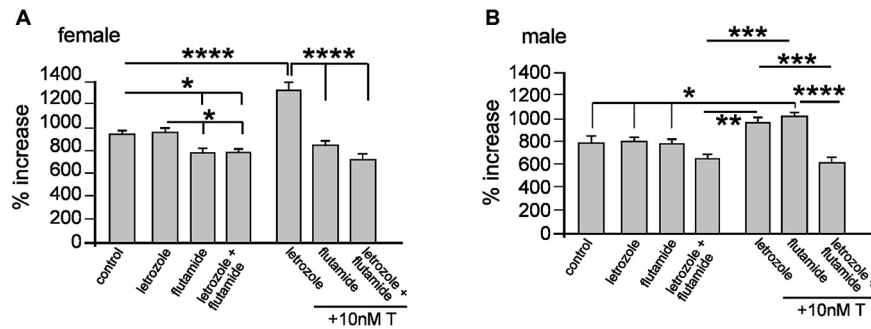 A
female
% increase
1400
1200
1000
800
600
400
200
0
****
****
*
*
control
letrozole
flutamide
letrozole +
flutamide
letrozole
flutamide
letrozole +
flutamide
+10nM T
B
male
% increase
1400
1200
1000
800
600
400
200
0
***
***
*
****
**
control
letrozole
flutamide
letrozole +
flutamide
letrozole
flutamide
letrozole +
flutamide
+10nM T